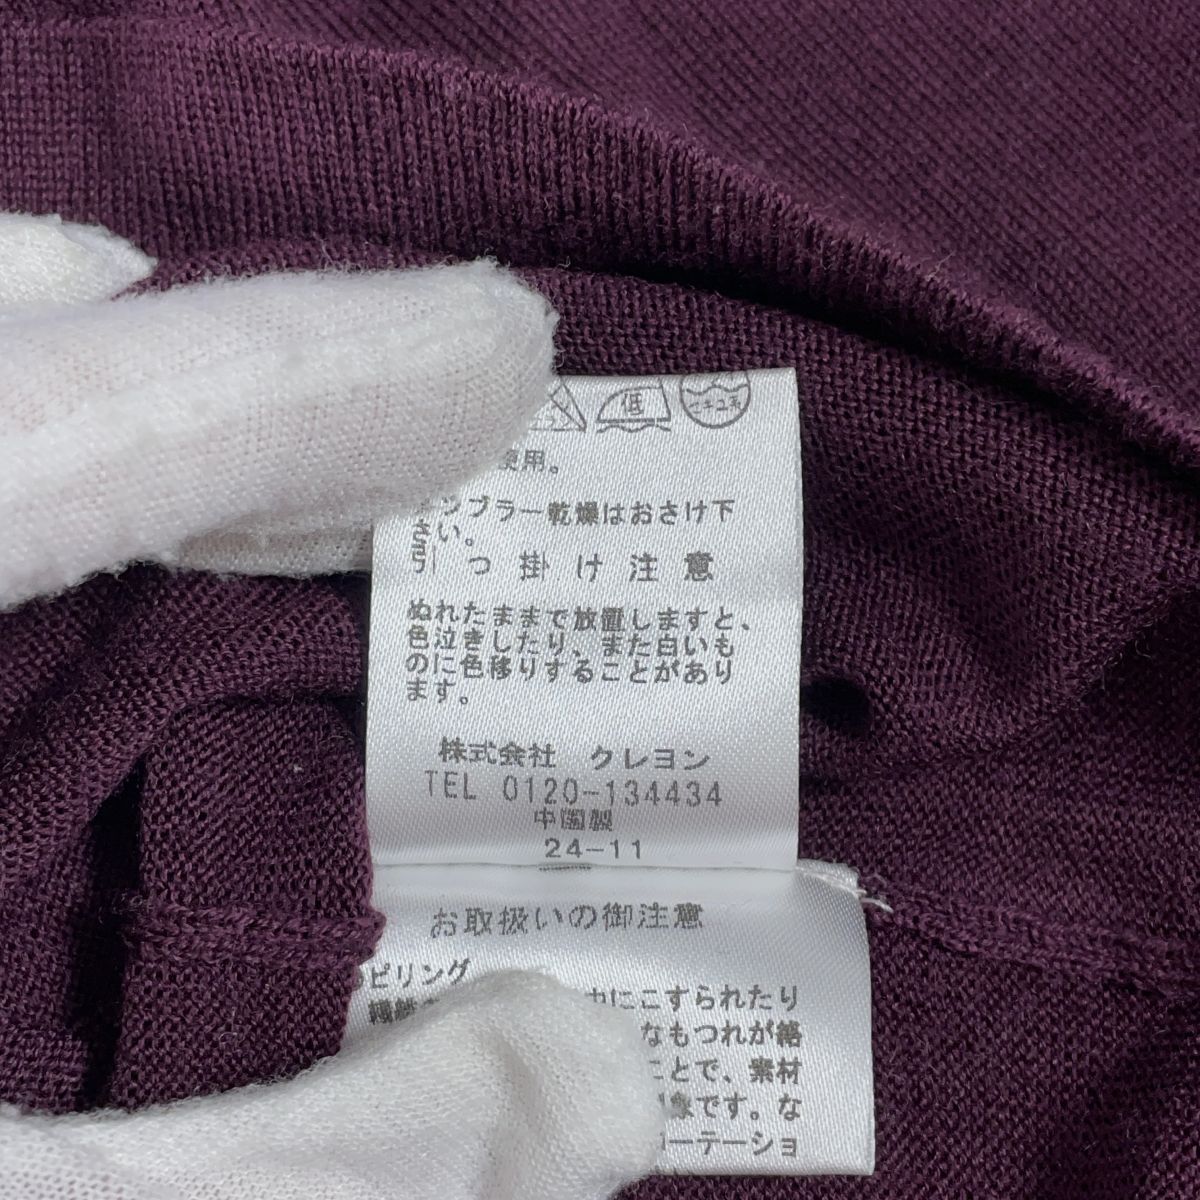 低
使用。
ンブラー乾燥はおさけ下
さい。
引っ掛け注意
ぬれたままで放置しますと、
色泣きしたり、また白いも
のに色移りすることがあり
ます。
株式会社 クレヨン
TEL 0120-134434
中国製
24-11
お取扱いの御注意
ピリング
繊維 中にこすられたり
なもつれが絡
ことで、素材
象です。な
ローテーショ